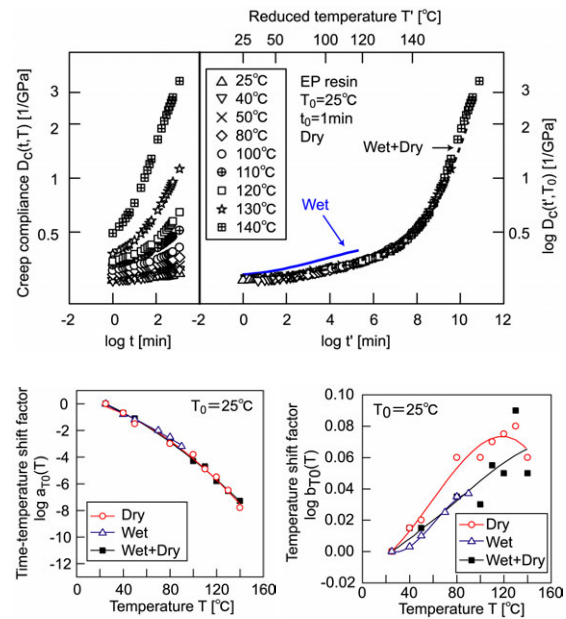 Reduced temperature T' [°C]
25 50 80 100 120 140
Creep compliance Dc(t,T) [1/GPa]
3
2
1
0.5
25°C
40°C
50°C
80°C
100°C
110°C
120°C
130°C
140°C
EP resin
T0=25°C
t0=1min
Dry
Wet+Dry
Wet
3
2
1
0.5
log Dc(t',T0) [1/GPa]
-2 0 2 4 -2
log t [min]
0 2 4 6 8 10 12
log t' [min]
Time-temperature shift factor
log aT0(T)
0
-2
-4
-6
-8
-10
-12
T0=25°C
Dry
Wet
Wet+Dry
0 40 80 120 160
Temperature T [°C]
Temperature shift factor
log bT0(T)
0.10
0.08
0.06
0.04
0.02
0.00
-0.02
T0=25°C
Dry
Wet
Wet+Dry
0 40 80 120 160
Temperature T [°C]